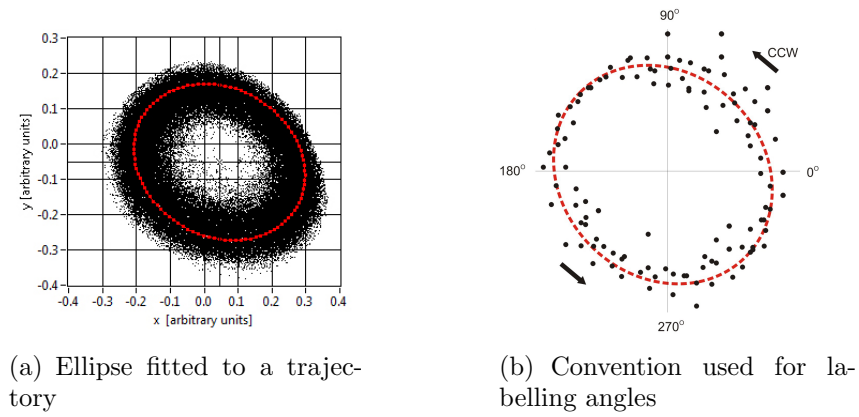 0.3
0.2
0.1
0.0
-0.1
-0.2
-0.3
-0.4
-0.4 -0.3 -0.2 -0.1 0.0 0.1 0.2 0.3 0.4
y [arbitrary units]
x [arbitrary units]
(a) Ellipse fitted to a trajec-
tory
90°
CCW
180°
0°
270°
(b) Convention used for la-
belling angles